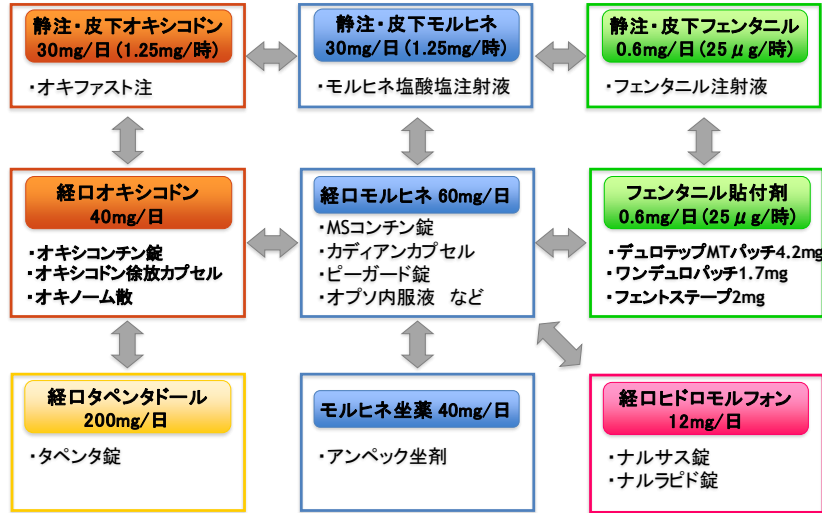 静注・皮下オキシコドン
30mg/日（1.25mg/時）
・オキファスト注
静注・皮下モルヒネ
30mg/日（1.25mg/時）
・モルヒネ塩酸塩注射液
静注・皮下フェンタニル
0.6mg/日（25μg/時）
・フェンタニル注射液
経口オキシコドン
40mg/日
・オキシコンチン錠
・オキシコドン徐放カプセル
・オキノーム散
経口モルヒネ 60mg/日
・MSコンチン錠
・カディアンカプセル
・ピーガード錠
・オプソ内服液　など
フェンタニル貼付剤
0.6mg/日（25μg/時）
・デュロテップMTパッチ4.2mg
・ワンデュロパッチ1.7mg
・フェントステープ2mg
経口タペンタドール
200mg/日
・タペンタ錠
モルヒネ坐薬 40mg/日
・アンペック坐剤
経口ヒドロモルフォン
12mg/日
・ナルサス錠
・ナルラピド錠